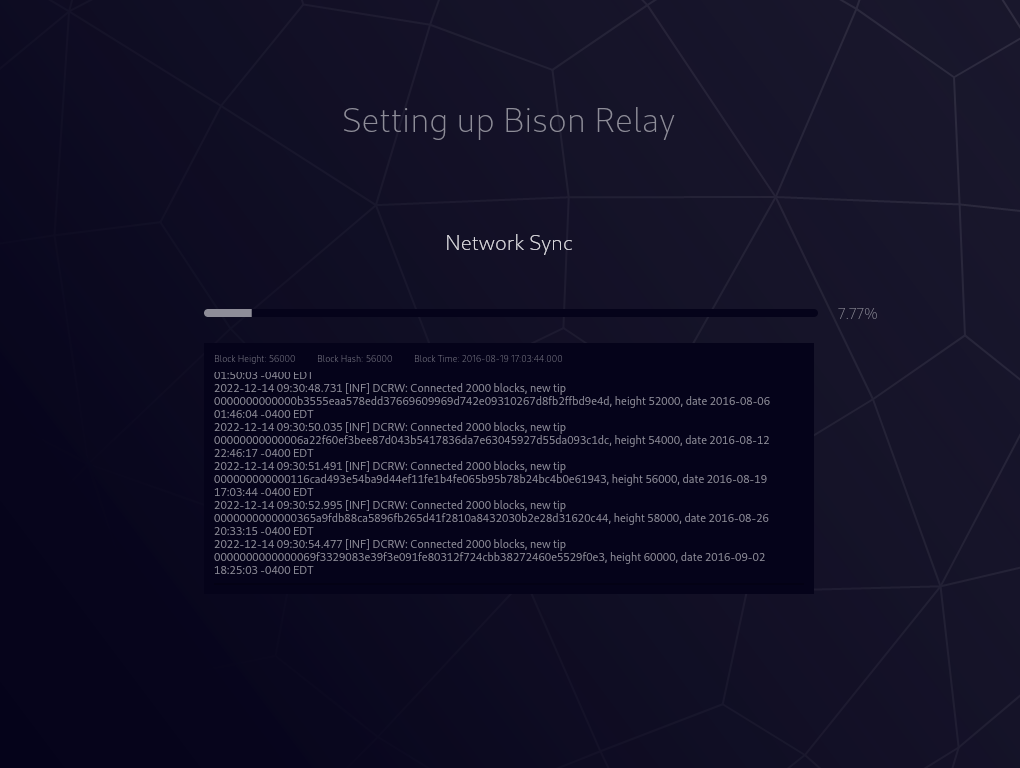 Setting up Bison Relay
Network Sync
7.77%
Block Height: 56000 Block Hash: 56000 Block Time: 2016-08-19 17:03:44.000
01:50:03 -0400 EDT
2022-12-14 09:30:48.731 [INF] DCRW: Connected 2000 blocks, new tip
0000000000000b3555eaa578edd37669609969d742e09310267d8fb2ffbd9e4d, height 52000, date 2016-08-06
01:46:04 -0400 EDT
2022-12-14 09:30:50.035 [INF] DCRW: Connected 2000 blocks, new tip
00000000000006a22f60ef3bee87d043b5417836da7e63045927d55da093c1dc, height 54000, date 2016-08-12
22:46:17 -0400 EDT
2022-12-14 09:30:51.491 [INF] DCRW: Connected 2000 blocks, new tip
000000000000116cad493e54ba9d44ef11fe1b4fe065b95b78b24bc4b0e61943, height 56000, date 2016-08-19
17:03:44 -0400 EDT
2022-12-14 09:30:52.995 [INF] DCRW: Connected 2000 blocks, new tip
0000000000000365a9fdb88ca5896fb265d41f2810a8432030b2e28d31620c44, height 58000, date 2016-08-26
20:33:15 -0400 EDT
2022-12-14 09:30:54.477 [INF] DCRW: Connected 2000 blocks, new tip
000000000000069f3329083e39f3e091fe80312f724cbb38272460e5529f0e3, height 60000, date 2016-09-02
18:25:03 -0400 EDT